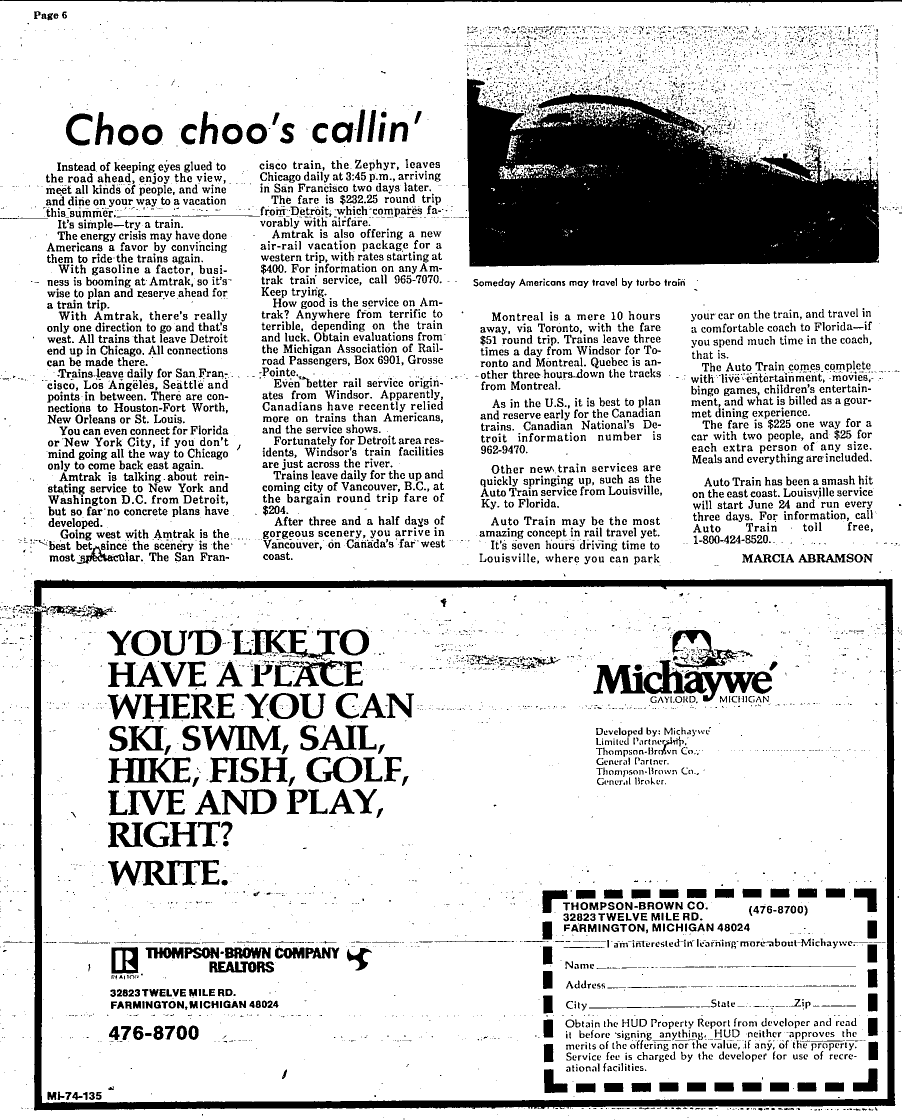 Page 6
Choo choo's callin'
Instead of keeping eyes glued to
the road ahead, enjoy the view,
meet all kinds of people, and wine
and dine on your way to a vacation
this summer.
It's simple—try a train.
The energy crisis may have done
Americans a favor by convincing
them to ride the trains again.
With gasoline a factor, busi-
ness is booming at Amtrak, so it's
wise to plan and reserve ahead for
a train trip.
With Amtrak, there's really
only one direction to go and that's
west. All trains that leave Detroit
end up in Chicago. All connections
can be made there.
Trains leave daily for San Fran-
cisco, Los Angeles, Seattle and
points in between. There are con-
nections to Houston-Fort Worth,
New Orleans or St. Louis.
You can even connect for Florida
or New York City, if you don't
mind going all the way to Chicago
only to come back east again.
Amtrak is talking about rein-
stating service to New York and
Washington D.C. from Detroit,
but so far no concrete plans have
developed.
Going west with Amtrak is the
best bet, since the scenery is the
most spectacular. The San Fran-
cisco train, the Zephyr, leaves
Chicago daily at 3:45 p.m., arriving
in San Francisco two days later.
The fare is $232.25 round trip
from Detroit, which compares fa-
vorably with airfare.
Amtrak is also offering a new
air-rail vacation package for a
western trip, with rates starting at
$400. For information on any Am-
trak train service, call 965-7070.
Keep trying.
How good is the service on Am-
trak? Anywhere from terrific to
terrible, depending on the train
and luck. Obtain evaluations from
the Michigan Association of Rail-
road Passengers, Box 6901, Grosse
Pointe.
Even better rail service origin-
ates from Windsor. Apparently,
Canadians have recently relied
more on trains than Americans,
and the service shows.
Fortunately for Detroit area res-
idents, Windsor's train facilities
are just across the river.
Trains leave daily for the up and
coming city of Vancouver, B.C., at
the bargain round trip fare of
$204.
After three and a half days of
gorgeous scenery, you arrive in
Vancouver, on Canada's far west
coast.
Someday Americans may travel by turbo train
Montreal is a mere 10 hours
away, via Toronto, with the fare
$51 round trip. Trains leave three
times a day from Windsor for To-
ronto and Montreal. Quebec is an-
other three hours down the tracks
from Montreal.
As in the U.S., it is best to plan
and reserve early for the Canadian
trains. Canadian National's De-
troit information number is
962-9470.
Other new train services are
quickly springing up, such as the
Auto Train service from Louisville,
Ky. to Florida.
Auto Train may be the most
amazing concept in rail travel yet.
It's seven hours driving time to
Louisville, where you can park
your car on the train, and travel in
a comfortable coach to Florida—if
you spend much time in the coach,
that is.
The Auto Train comes complete
with live entertainment, movies,
bingo games, children's entertain-
ment, and what is billed as a gour-
met dining experience.
The fare is $225 one way for a
car with two people, and $25 for
each extra person of any size.
Meals and everything are included.
Auto Train has been a smash hit
on the east coast. Louisville service
will start June 24 and run every
three days. For information, call
Auto Train toll free,
1-800-424-8520.
MARCIA ABRAMSON
YOU'D LIKE TO
HAVE A PLACE
WHERE YOU CAN
SKI, SWIM, SAIL,
HIKE, FISH, GOLF,
LIVE AND PLAY,
RIGHT?
WRITE.
R
REALTOR
THOMPSON-BROWN COMPANY
REALTORS
32823 TWELVE MILE RD.
FARMINGTON, MICHIGAN 48024
476-8700
MI-74-135
Michaywé
GAYLORD, MICHIGAN
Developed by: Michaywé
Limited Partnership,
Thompson-Brown Co.,
General Partner.
Thompson-Brown Co.,
General Broker.
THOMPSON-BROWN CO. (476-8700)
32823 TWELVE MILE RD.
FARMINGTON, MICHIGAN 48024
I am interested in learning more about Michaywe.
Name
Address
City State Zip
Obtain the HUD Property Report from developer and read
it before signing anything. HUD neither approves the
merits of the offering nor the value, if any, of the property.
Service fee is charged by the developer for use of recre-
ational facilities.